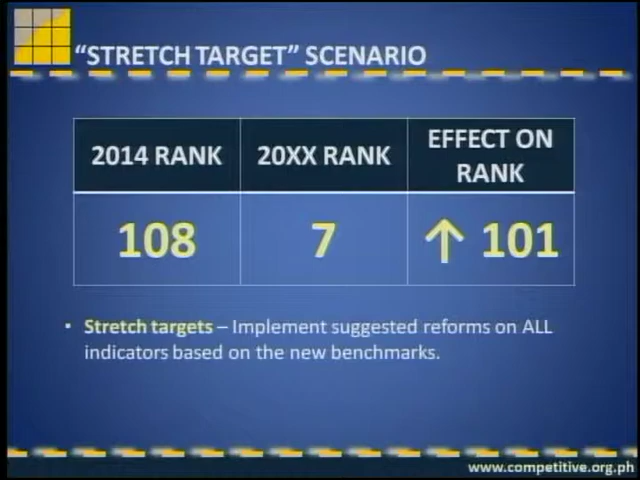 “STRETCH TARGET” SCENARIO
2014 RANK
20XX RANK
EFFECT ON
RANK
108
7
↑ 101
• Stretch targets – Implement suggested reforms on ALL
indicators based on the new benchmarks.
www.competitive.org.ph